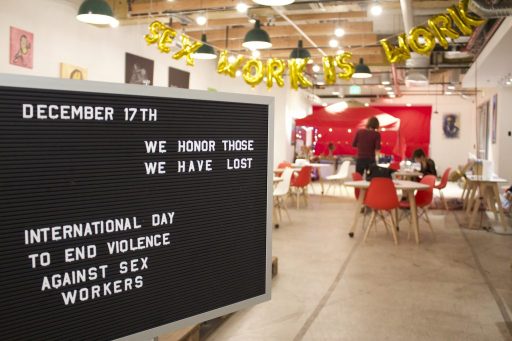 SEX WORK IS WORK
DECEMBER 17TH
WE HONOR THOSE
WE HAVE LOST
INTERNATIONAL DAY
TO END VIOLENCE
AGAINST SEX
WORKERS